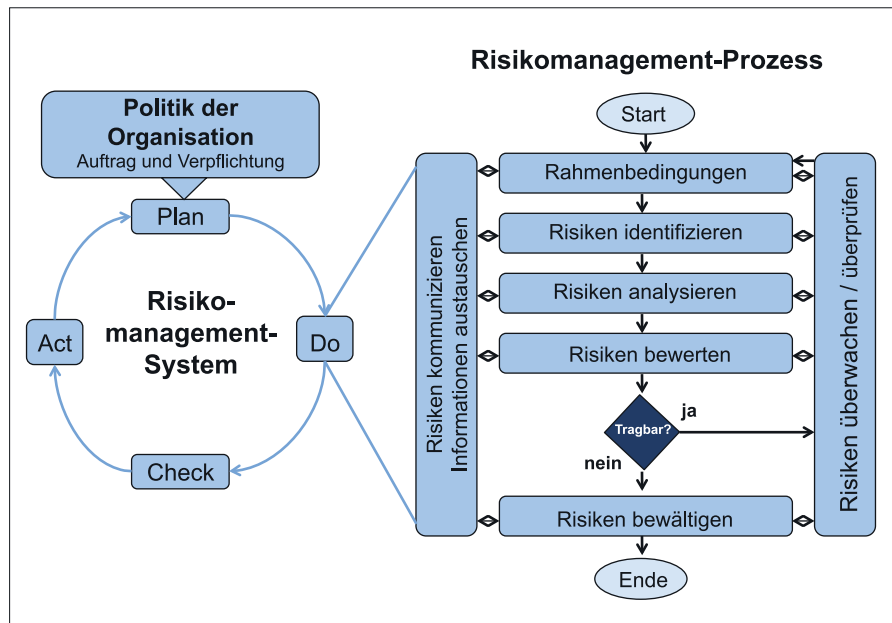 Politik der
Organisation
Auftrag und Verpflichtung
Plan
Do
Check
Act
Risiko-
management-
System
Risikomanagement-Prozess
Start
Rahmenbedingungen
Risiken identifizieren
Risiken analysieren
Risiken bewerten
Tragbar?
ja
nein
Risiken bewältigen
Ende
Risiken kommunizieren
Informationen austauschen
Risiken überwachen / überprüfen